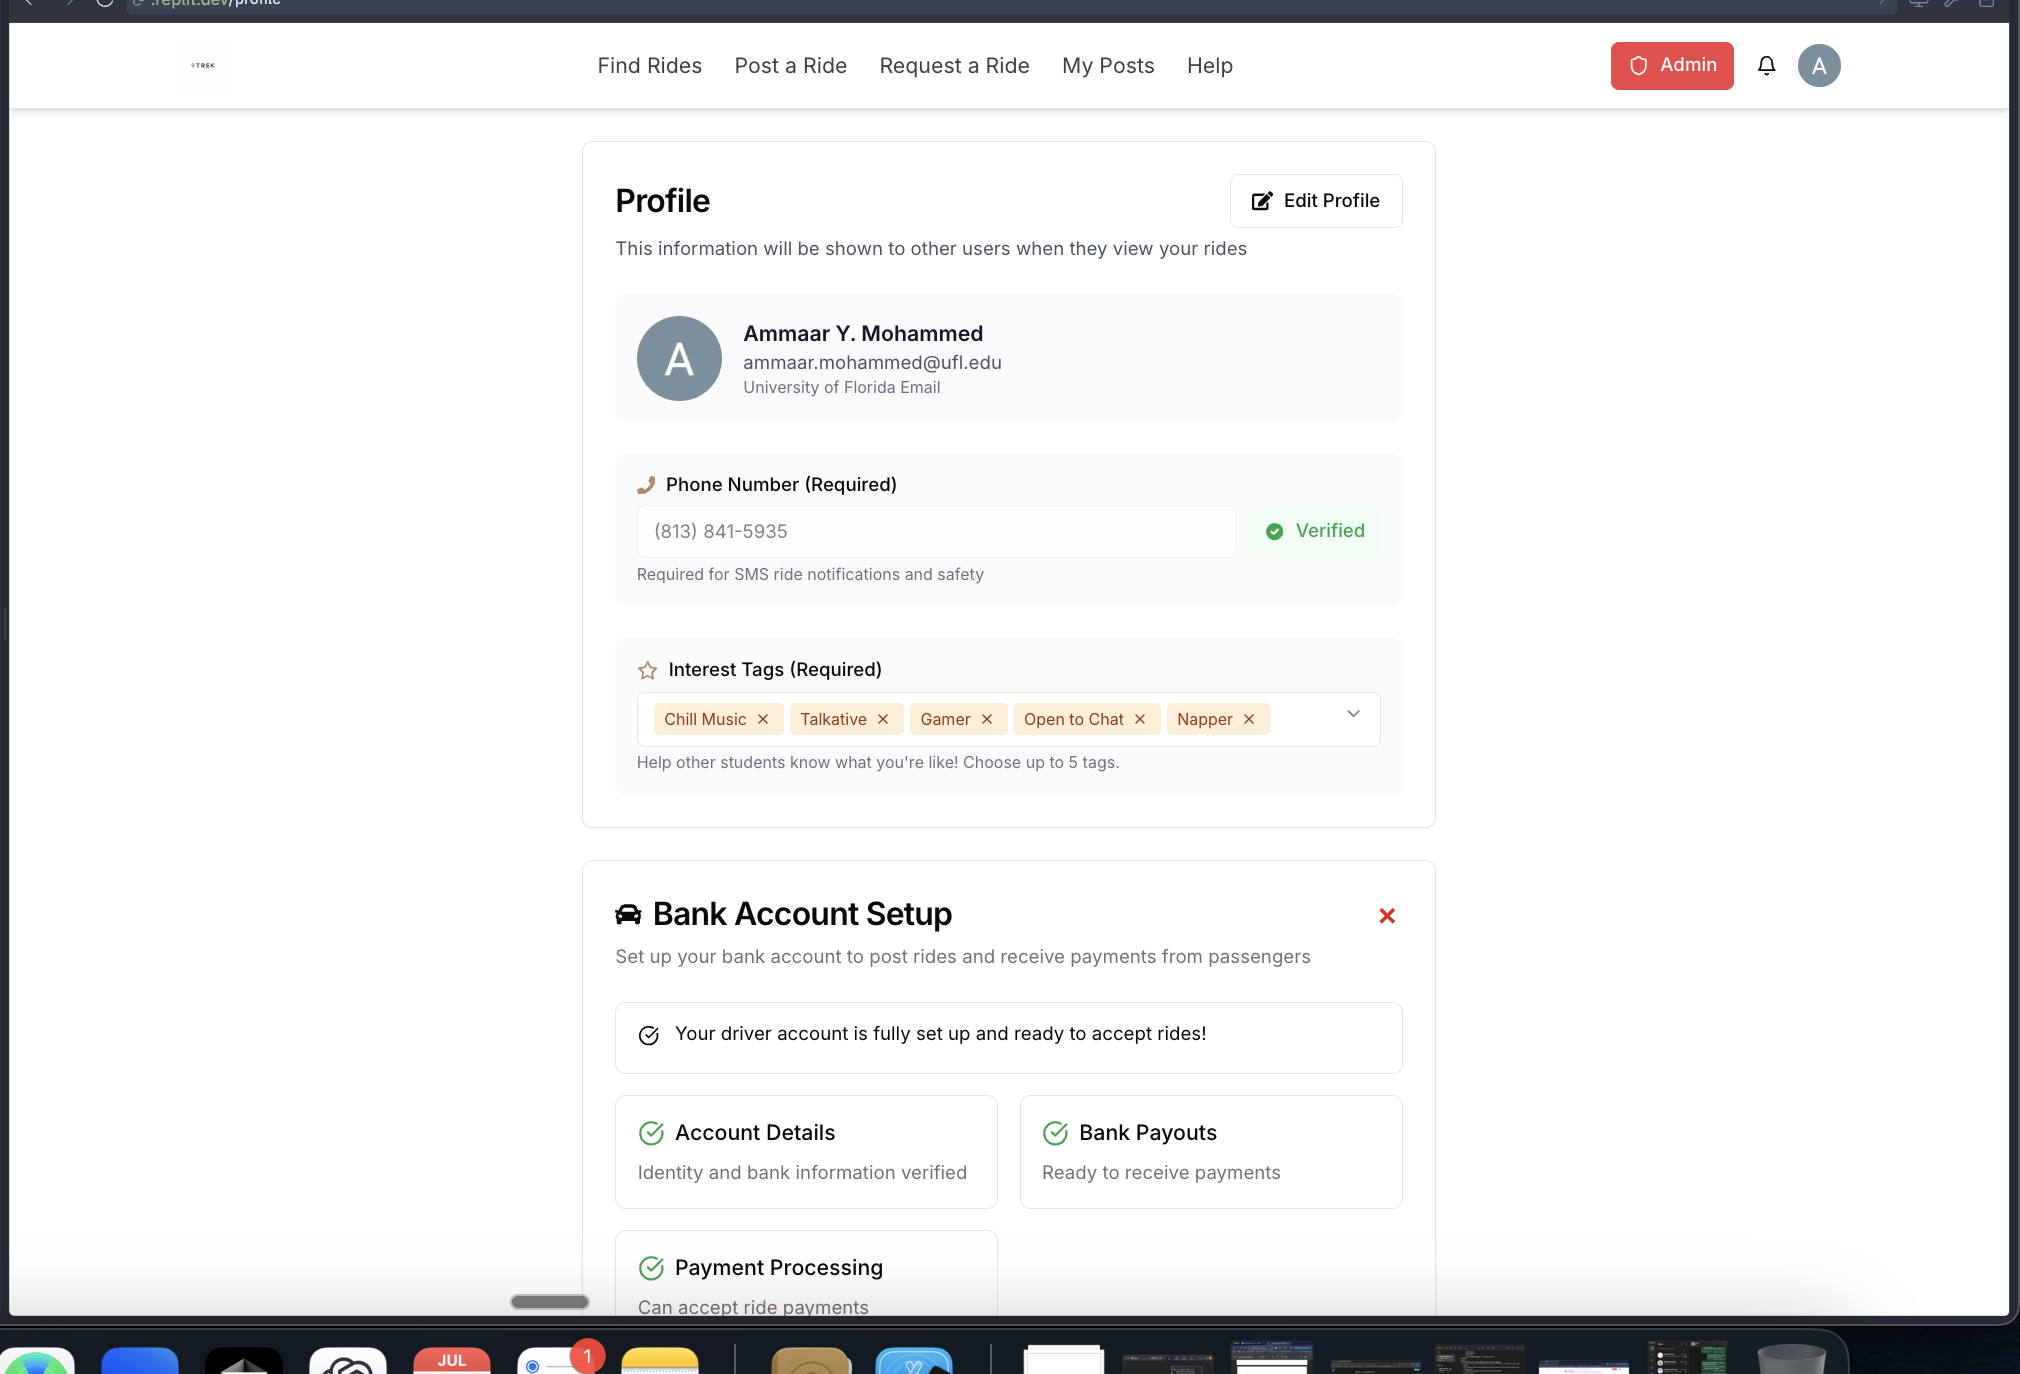 .replit.dev/profile
TREK
Find Rides
Post a Ride
Request a Ride
My Posts
Help
Admin
A
Profile
Edit Profile
This information will be shown to other users when they view your rides
A
Ammaar Y. Mohammed
ammaar.mohammed@ufl.edu
University of Florida Email
Phone Number (Required)
(813) 841-5935
Verified
Required for SMS ride notifications and safety
Interest Tags (Required)
Chill Music
Talkative
Gamer
Open to Chat
Napper
Help other students know what you're like! Choose up to 5 tags.
Bank Account Setup
Set up your bank account to post rides and receive payments from passengers
Your driver account is fully set up and ready to accept rides!
Account Details
Identity and bank information verified
Bank Payouts
Ready to receive payments
Payment Processing
Can accept ride payments
JUL
1